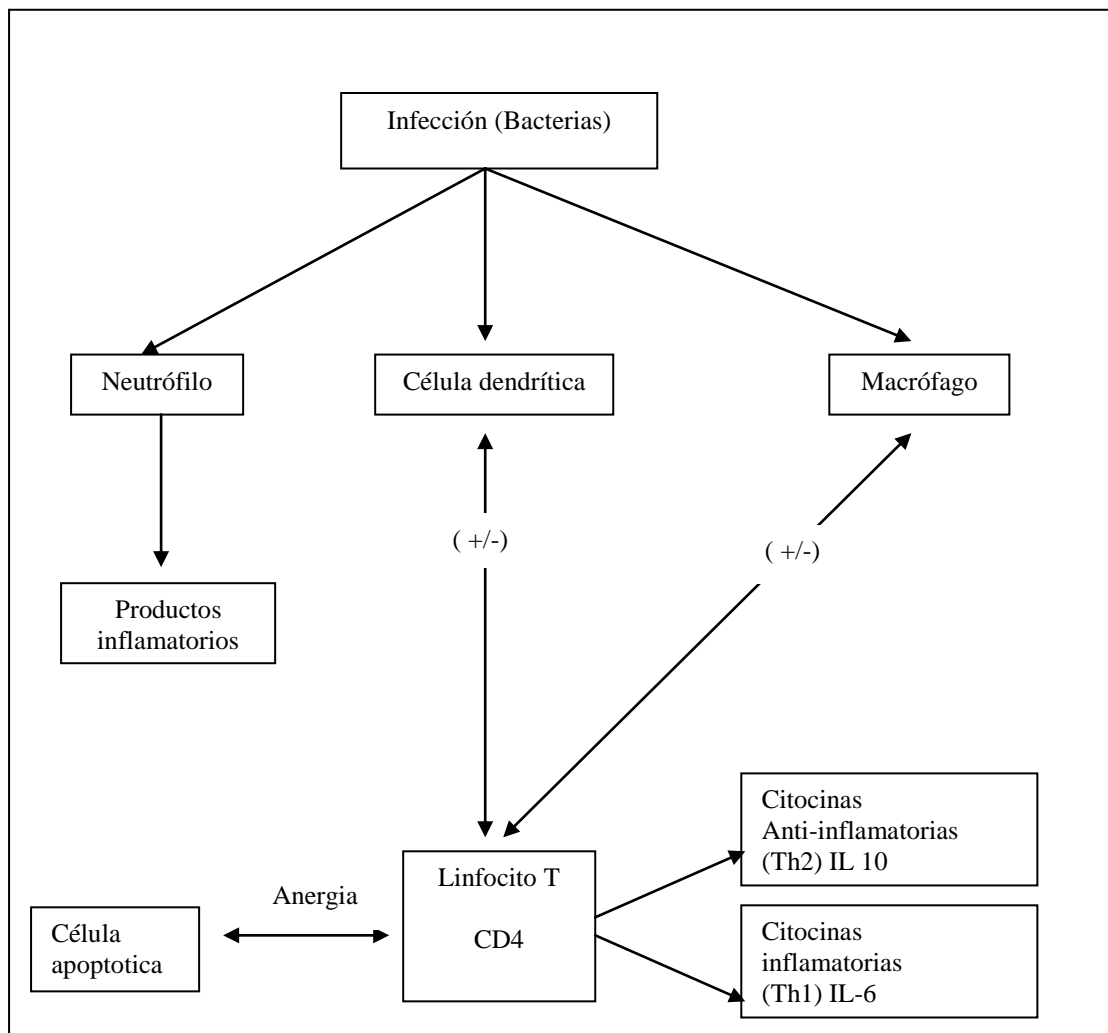 Infección (Bacterias)
Neutrófilo
Célula dendrítica
Macrófago
( +/-)
( +/-)
Productos
inflamatorios
Citocinas
Anti-inflamatorias
(Th2) IL 10
Linfocito T
CD4
Anergia
Célula
apoptotica
Citocinas
inflamatorias
(Th1) IL-6